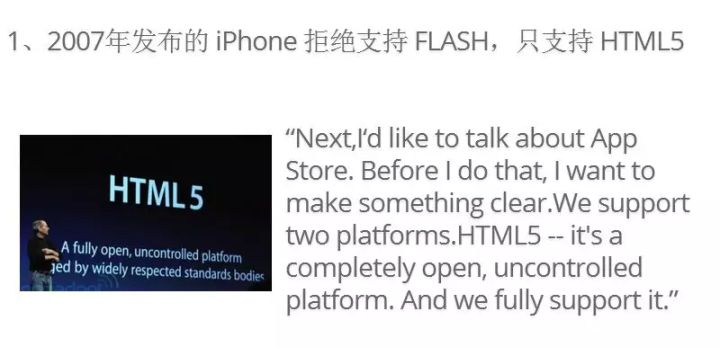 1、2007年发布的 iPhone 拒绝支持 FLASH，只支持 HTML5
“Next,I‘d like to talk about App
Store. Before I do that, I want to
make something clear.We support
two platforms.HTML5 -- it's a
completely open, uncontrolled
platform. And we fully support it.”
HTML5
A fully open, uncontrolled platform
ged by widely respected standards bodies